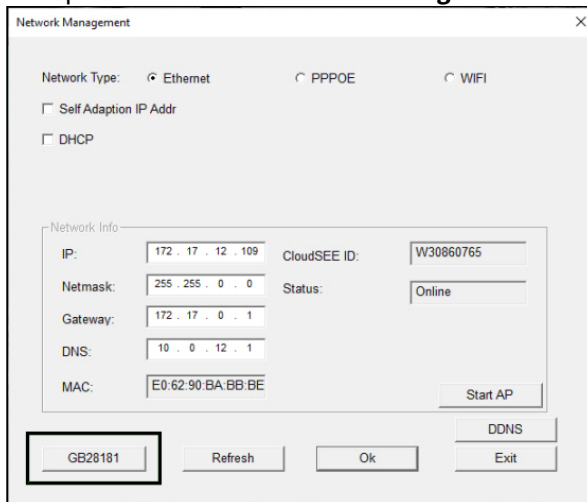 Network Management
Network Type: Ethernet PPPOE WIFI
Self Adaption IP Addr
DHCP
Network Info
IP: 172 . 17 . 12 . 109 CloudSEE ID: W30860765
Netmask: 255 . 255 . 0 . 0 Status: Online
Gateway: 172 . 17 . 0 . 1
DNS: 10 . 0 . 12 . 1
MAC: E0:62:90:BA:BB:BE
Start AP
DDNS
GB28181 Refresh Ok Exit